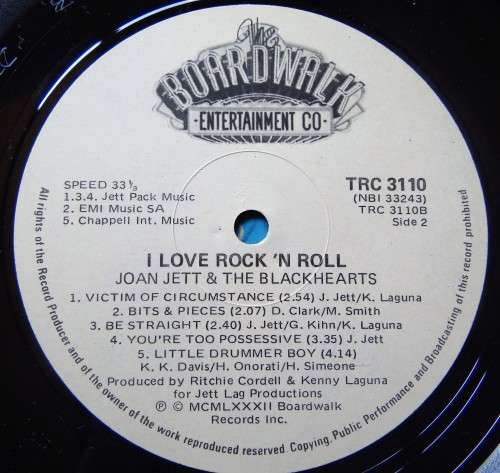 The
BOARDWALK
·ENTERTAINMENT CO·
SPEED 33 ⅓
1.3.4. Jett Pack Music
2. EMI Music SA
5. Chappell Int. Music
TRC 3110
(NBI 33243)
TRC 3110B
Side 2
I LOVE ROCK 'N ROLL
JOAN JETT & THE BLACKHEARTS
1. VICTIM OF CIRCUMSTANCE (2.54) J. Jett/K. Laguna
2. BITS & PIECES (2.07) D. Clark/M. Smith
3. BE STRAIGHT (2.40) J. Jett/G. Kihn/K. Laguna
4. YOU'RE TOO POSSESSIVE (3.35) J. Jett
5. LITTLE DRUMMER BOY (4.14)
K. K. Davis/H. Onorati/H. Simeone
Produced by Ritchie Cordell & Kenny Laguna
for Jett Lag Productions
Ⓟ © MCMLXXXII Boardwalk
Records Inc.
All rights of the Record Producer and of the owner of the work reproduced reserved. Copying, Public Performance and Broadcasting of this record prohibited